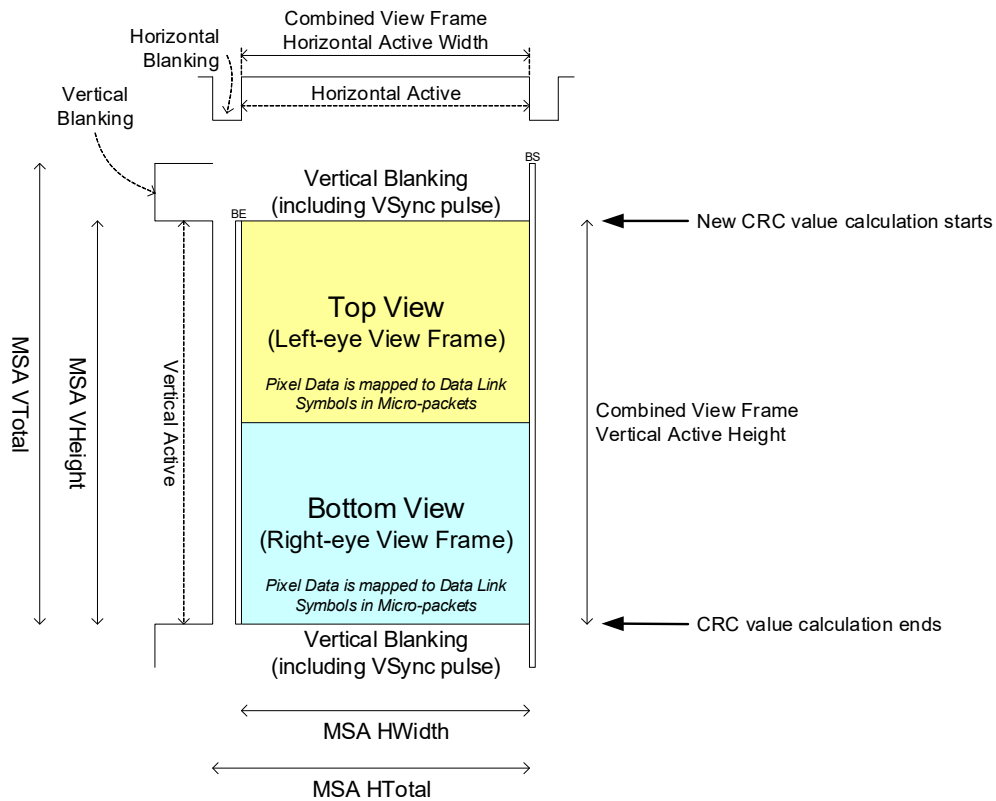 Combined View Frame
Horizontal Active Width
Horizontal
Blanking
Horizontal Active
Vertical
Blanking
BS
Vertical Blanking
(including VSync pulse)
BE
New CRC value calculation starts
Top View
(Left-eye View Frame)
Pixel Data is mapped to Data Link
Symbols in Micro-packets
MSA VTotal
MSA VHeight
Vertical Active
Combined View Frame
Vertical Active Height
Bottom View
(Right-eye View Frame)
Pixel Data is mapped to Data Link
Symbols in Micro-packets
CRC value calculation ends
Vertical Blanking
(including VSync pulse)
MSA HWidth
MSA HTotal